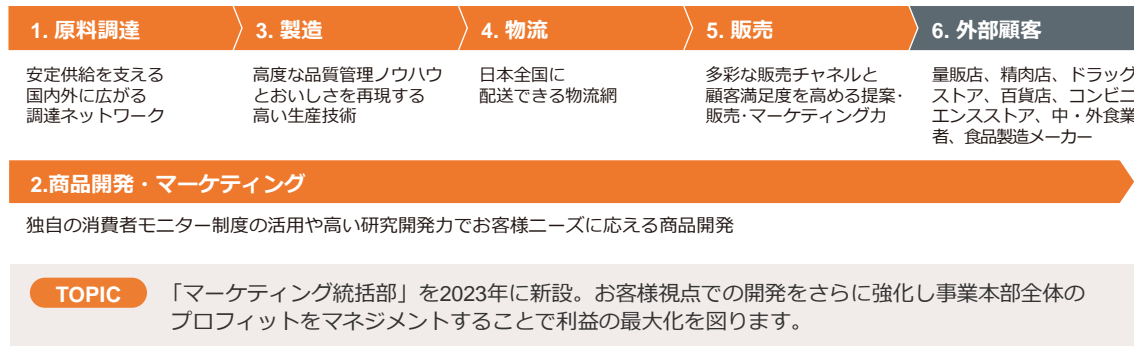 1. 原料調達
安定供給を支える
国内外に広がる
調達ネットワーク
3. 製造
高度な品質管理ノウハウ
とおいしさを再現する
高い生産技術
4. 物流
日本全国に
配送できる物流網
5. 販売
多彩な販売チャネルと
顧客満足度を高める提案・
販売・マーケティング力
6. 外部顧客
量販店、精肉店、ドラッグ
ストア、百貨店、コンビニ
エンスストア、中・外食業
者、食品製造メーカー
2.商品開発・マーケティング
独自の消費者モニター制度の活用や高い研究開発力でお客様ニーズに応える商品開発
TOPIC
「マーケティング統括部」を2023年に新設。お客様視点での開発をさらに強化し事業本部全体の
プロフィットをマネジメントすることで利益の最大化を図ります。